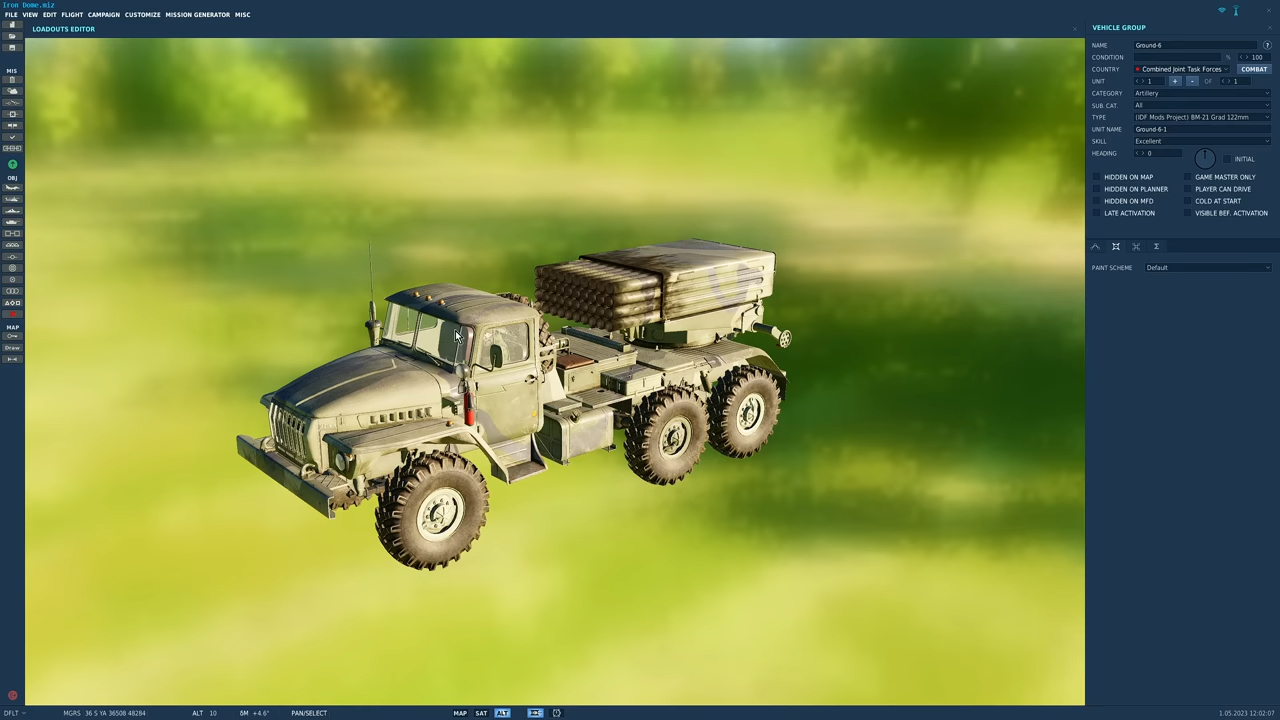 Iron Dome.miz
FILE VIEW EDIT FLIGHT CAMPAIGN CUSTOMIZE MISSION GENERATOR MISC
LOADOUTS EDITOR
MIS
OBJ
MAP
Draw
VEHICLE GROUP
NAME Ground-6 ?
CONDITION % < > 100
COUNTRY Combined Joint Task Forces COMBAT
UNIT < > 1 + - OF < > 1
CATEGORY Artillery
SUB. CAT. All
TYPE (IDF Mods Project) BM-21 Grad 122mm
UNIT NAME Ground-6-1
SKILL Excellent
HEADING < > 0 INITIAL
HIDDEN ON MAP GAME MASTER ONLY
HIDDEN ON PLANNER PLAYER CAN DRIVE
HIDDEN ON MFD COLD AT START
LATE ACTIVATION VISIBLE BEF. ACTIVATION
Σ
PAINT SCHEME Default
DFLT MGRS 36 S YA 36508 48284 ALT 10 δM +4.6° PAN/SELECT MAP SAT ALT 1.05.2023 12:02:07